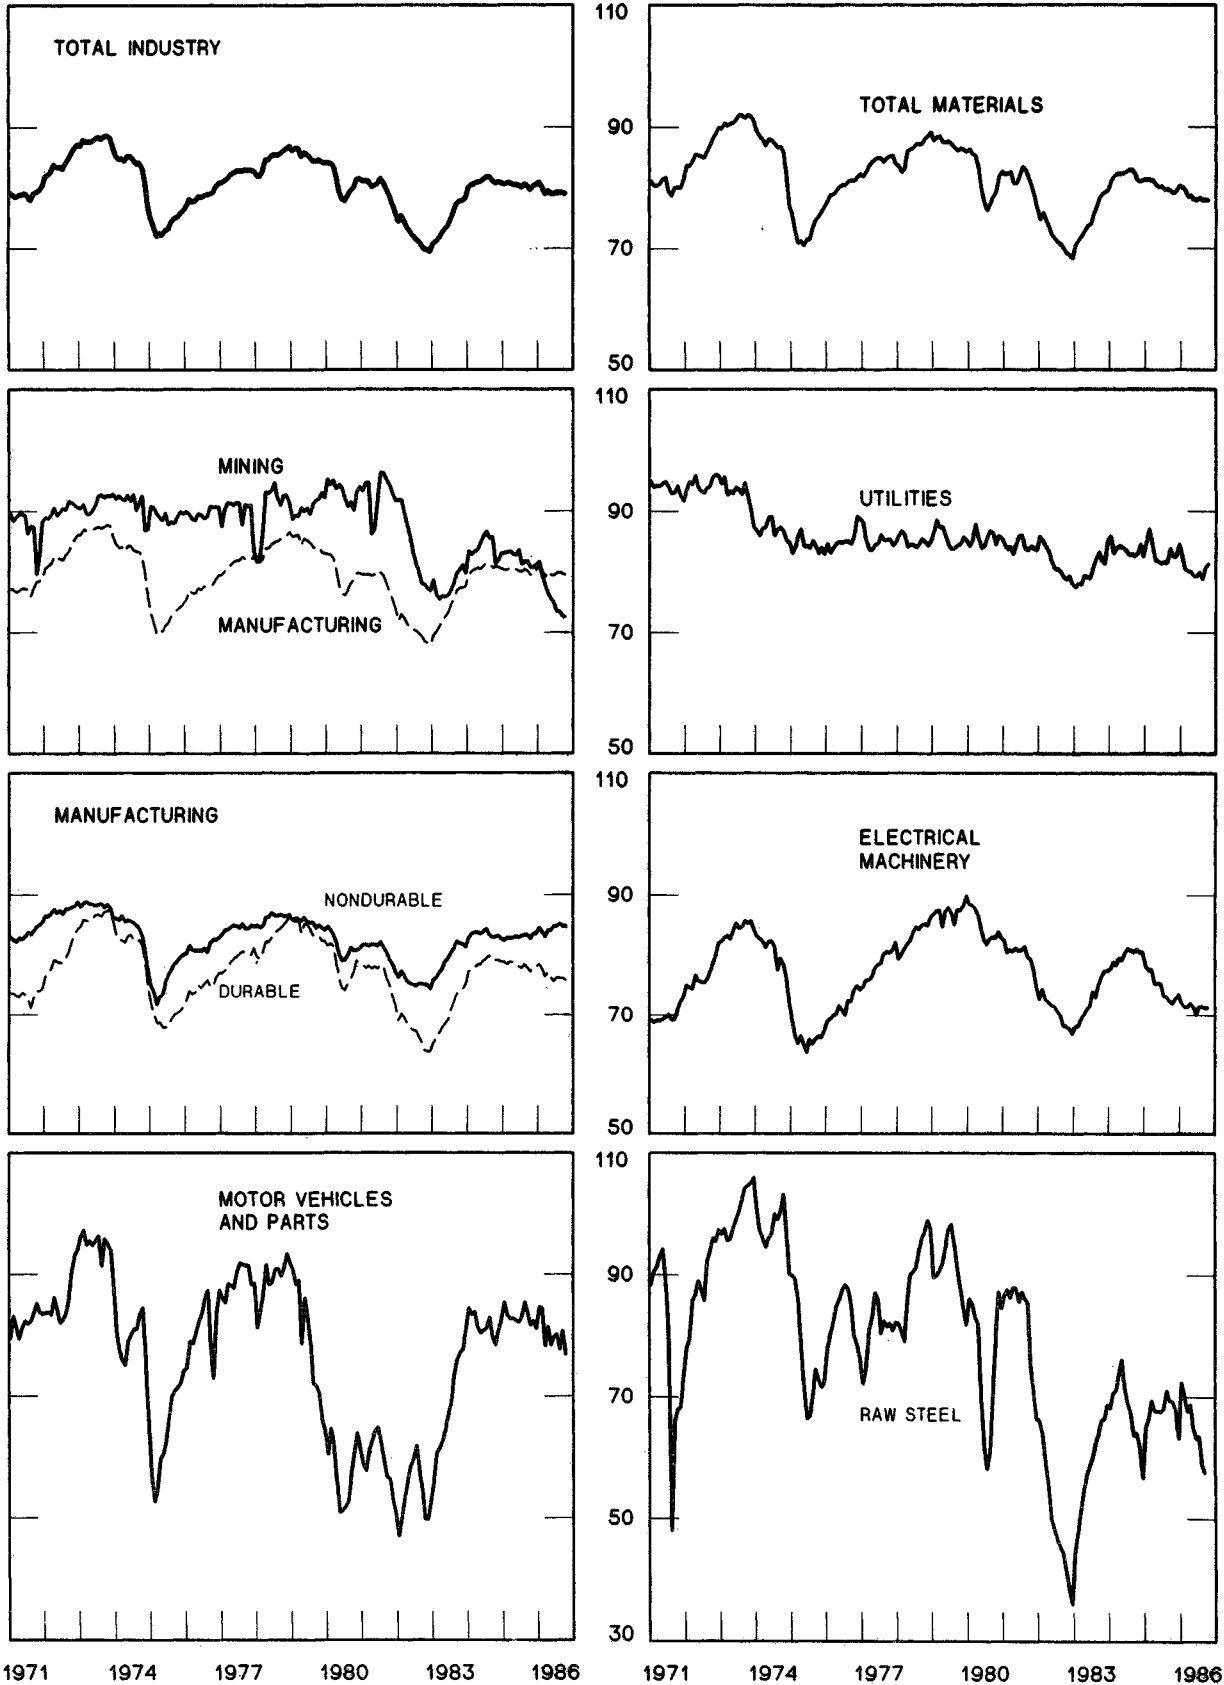 TOTAL INDUSTRY
110
TOTAL MATERIALS
90
70
50
MINING
MANUFACTURING
110
UTILITIES
90
70
50
MANUFACTURING
NONDURABLE
DURABLE
110
ELECTRICAL
MACHINERY
90
70
50
MOTOR VEHICLES
AND PARTS
110
90
70
RAW STEEL
50
30
1971 1974 1977 1980 1983 1986
1971 1974 1977 1980 1983 1986